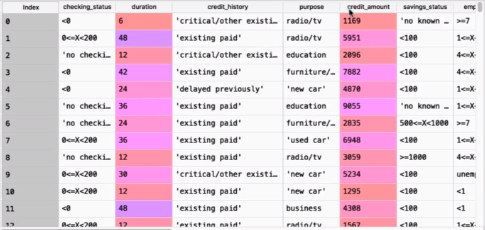 Index checking_status duration credit_history purpose credit_amount savings_status emp
0 <0 6 'critical/other existi… radio/tv 1169 'no known … >=7
1 0<=X<200 48 'existing paid' radio/tv 5951 <100 1<=X‹
2 'no checki… 12 'critical/other existi… education 2096 <100 4<=X‹
3 <0 42 'existing paid' furniture/… 7882 <100 4<=X‹
4 <0 24 'delayed previously' 'new car' 4870 <100 1<=X‹
5 'no checki… 36 'existing paid' education 9055 'no known … 1<=X‹
6 'no checki… 24 'existing paid' furniture/… 2835 500<=X<1000 >=7
7 0<=X<200 36 'existing paid' 'used car' 6948 <100 1<=X‹
8 'no checki… 12 'existing paid' radio/tv 3059 >=1000 4<=X‹
9 0<=X<200 30 'critical/other existi… 'new car' 5234 <100 unem
10 0<=X<200 12 'existing paid' 'new car' 1295 <100 <1
11 <0 48 'existing paid' business 4308 <100 <1
12 0<=X<200 12 'existing paid' radio/tv 1567 <100 1<=X‹